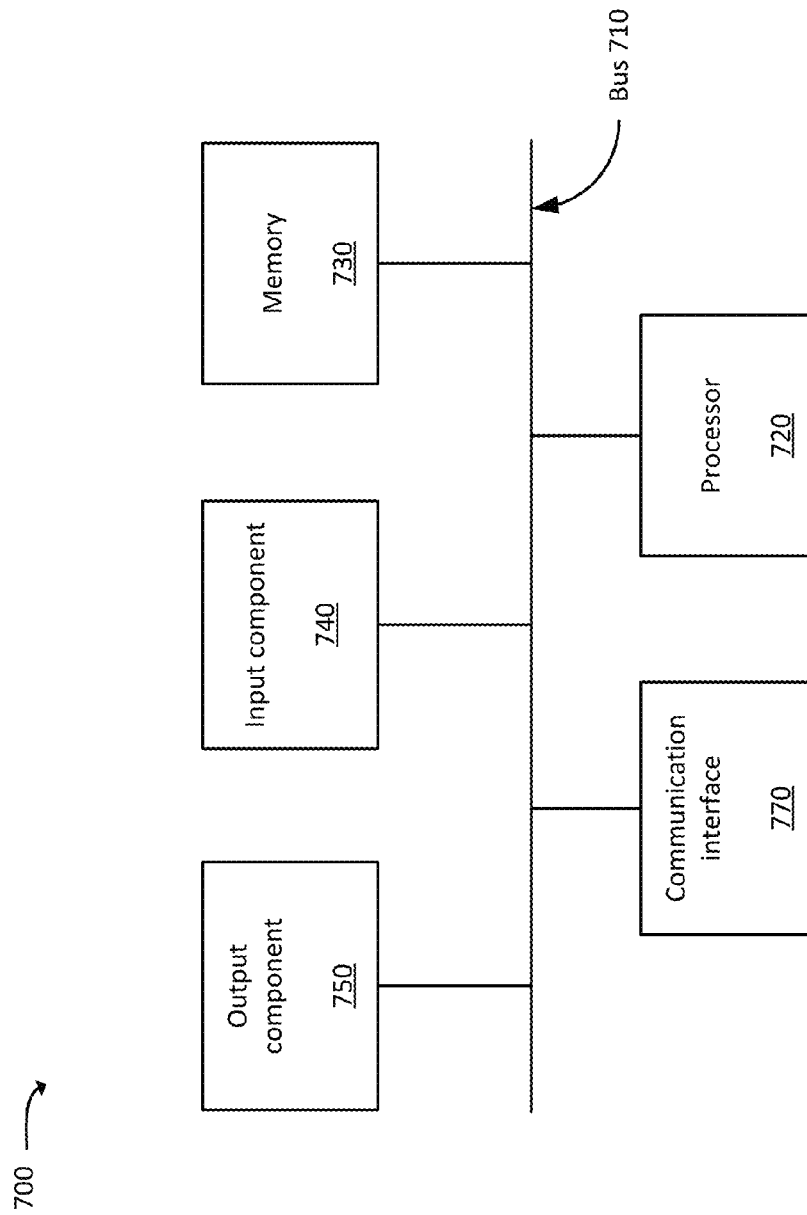 700
Output
component
750
Input component
740
Memory
730
Communication
interface
770
Processor
720
Bus 710